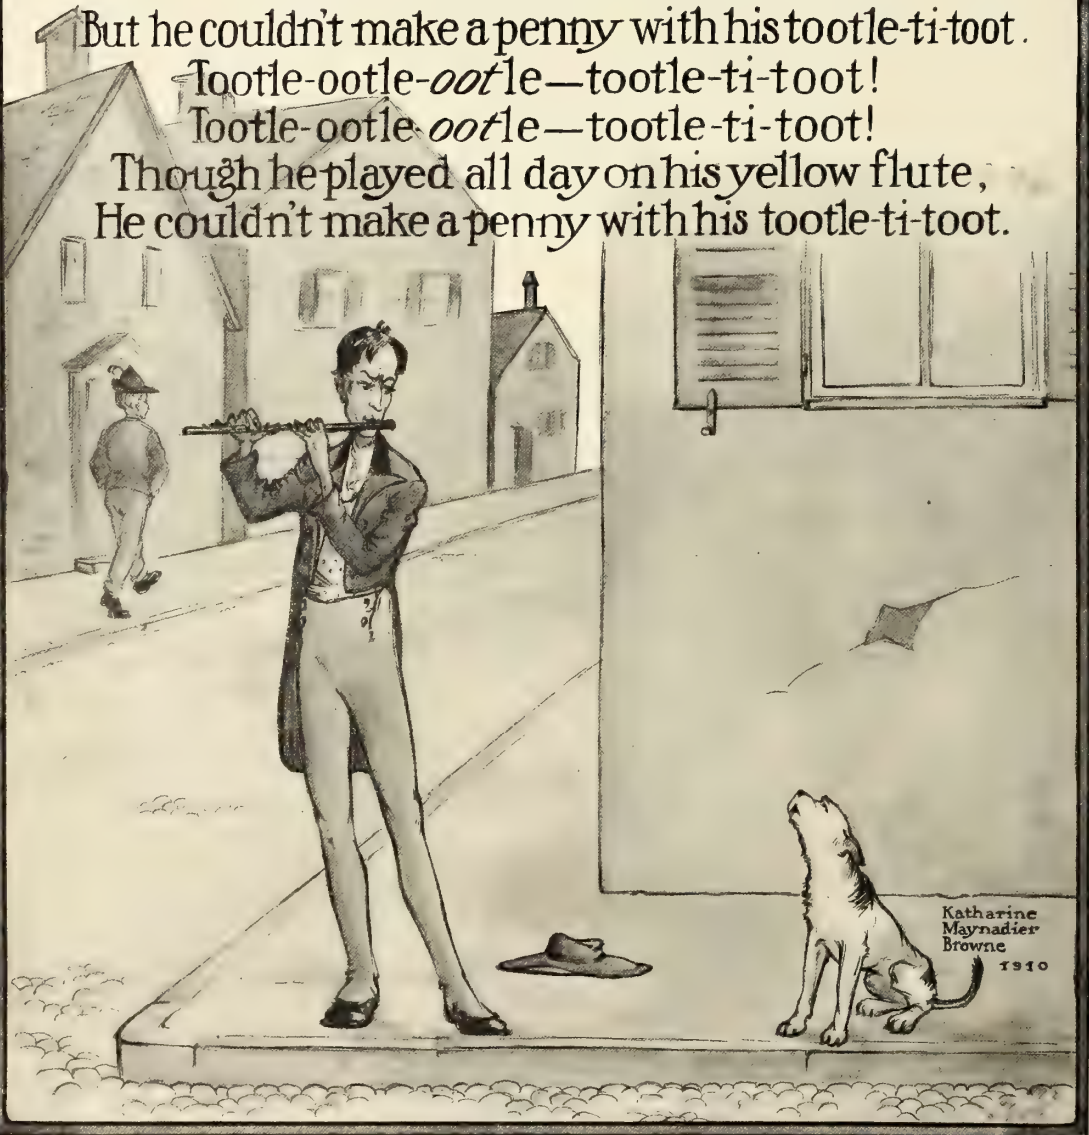 But he couldn't make a penny with his tootle-ti-toot.
Tootle-ootle-ootle—tootle-ti-toot!
Tootle-ootle-ootle—tootle-ti-toot!
Though he played all day on his yellow flute,
He couldn't make a penny with his tootle-ti-toot.
Katharine
Maynadier
Browne
1910